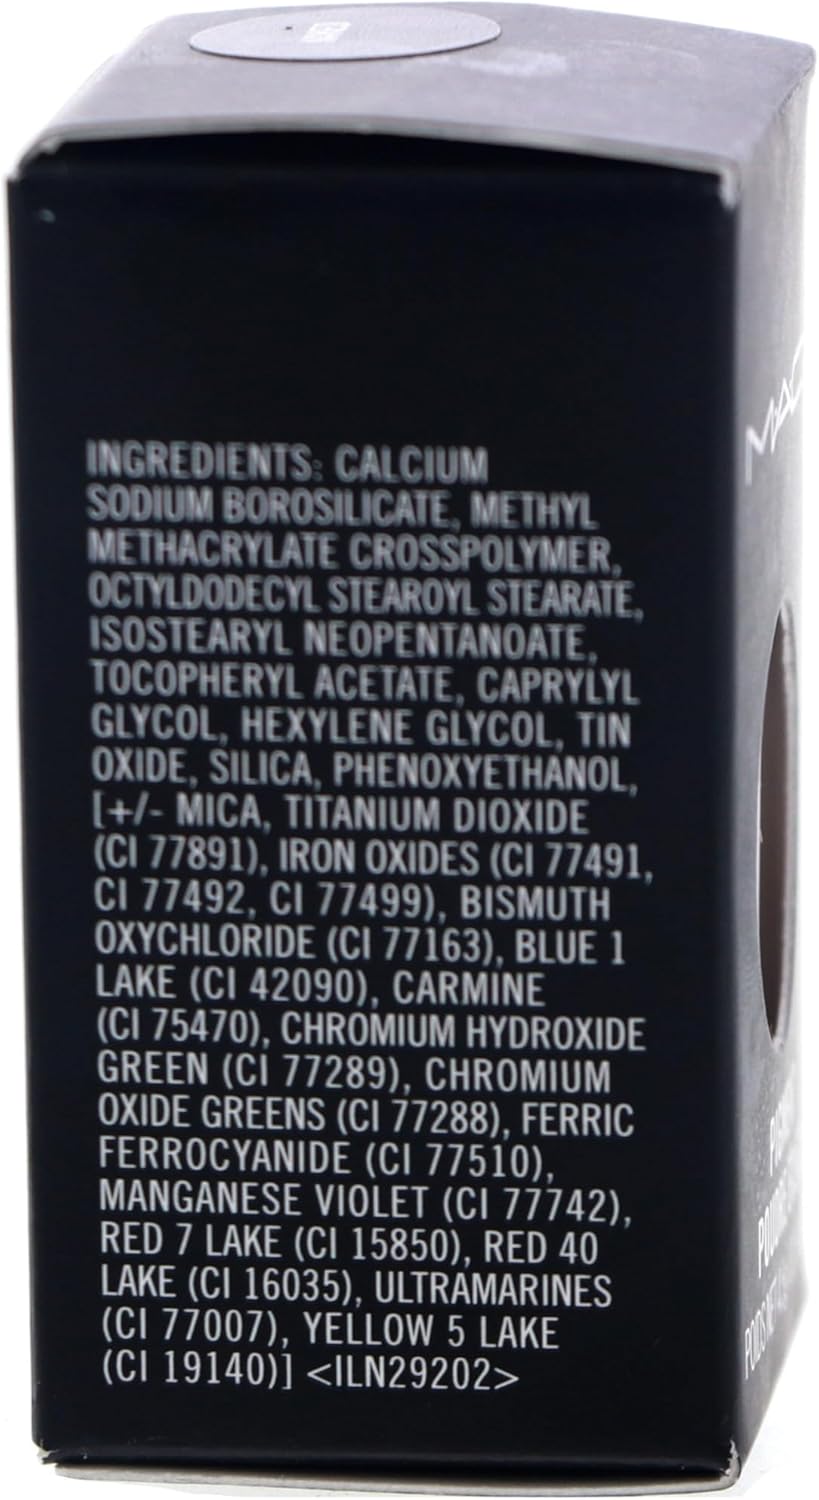 INGREDIENTS: CALCIUM
SODIUM BOROSILICATE, METHYL
METHACRYLATE CROSSPOLYMER,
OCTYLDODECYL STEAROYL STEARATE,
ISOSTEARYL NEOPENTANOATE,
TOCOPHERYL ACETATE, CAPRYLYL
GLYCOL, HEXYLENE GLYCOL, TIN
OXIDE, SILICA, PHENOXYETHANOL,
[+/- MICA, TITANIUM DIOXIDE
(CI 77891), IRON OXIDES (CI 77491,
CI 77492, CI 77499), BISMUTH
OXYCHLORIDE (CI 77163), BLUE 1
LAKE (CI 42090), CARMINE
(CI 75470), CHROMIUM HYDROXIDE
GREEN (CI 77289), CHROMIUM
OXIDE GREENS (CI 77288), FERRIC
FERROCYANIDE (CI 77510),
MANGANESE VIOLET (CI 77742),
RED 7 LAKE (CI 15850), RED 40
LAKE (CI 16035), ULTRAMARINES
(CI 77007), YELLOW 5 LAKE
(CI 19140)] <ILN29202>
MAC